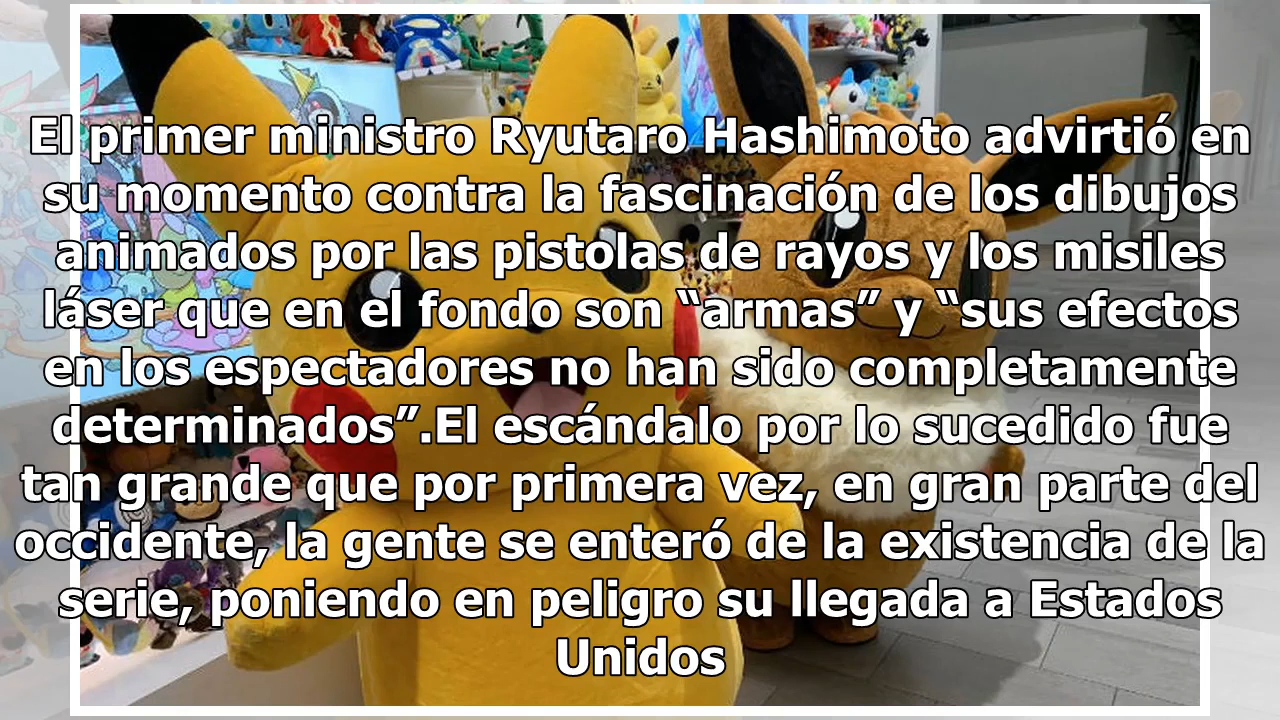 El primer ministro Ryutaro Hashimoto advirtió en
su momento contra la fascinación de los dibujos
animados por las pistolas de rayos y los misiles
láser que en el fondo son “armas” y “sus efectos
en los espectadores no han sido completamente
determinados”.El escándalo por lo sucedido fue
tan grande que por primera vez, en gran parte del
occidente, la gente se enteró de la existencia de la
serie, poniendo en peligro su llegada a Estados
Unidos